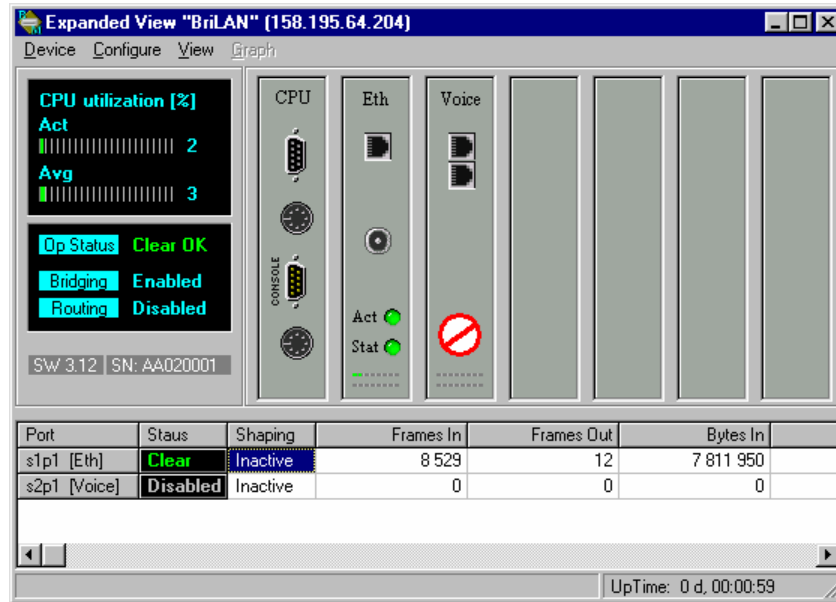 Expanded View "BriLAN" (158.195.64.204)
Device Configure View Graph
CPU utilization [%]
Act
2
Avg
3
Op Status Clear OK
Bridging Enabled
Routing Disabled
SW 3.12 SN: AA020001
CPU
CONSOLE
Eth
Act
Stat
Voice
Port Staus Shaping Frames In Frames Out Bytes In
s1p1 [Eth] Clear Inactive 8 529 12 7 811 950
s2p1 [Voice] Disabled Inactive 0 0 0
UpTime: 0 d, 00:00:59